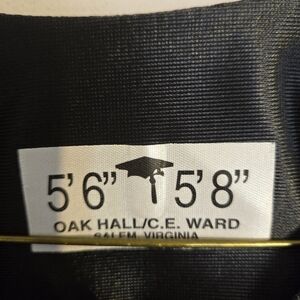 5'6" 5'8"
OAK HALL/C.E. WARD
SALEM, VIRGINIA